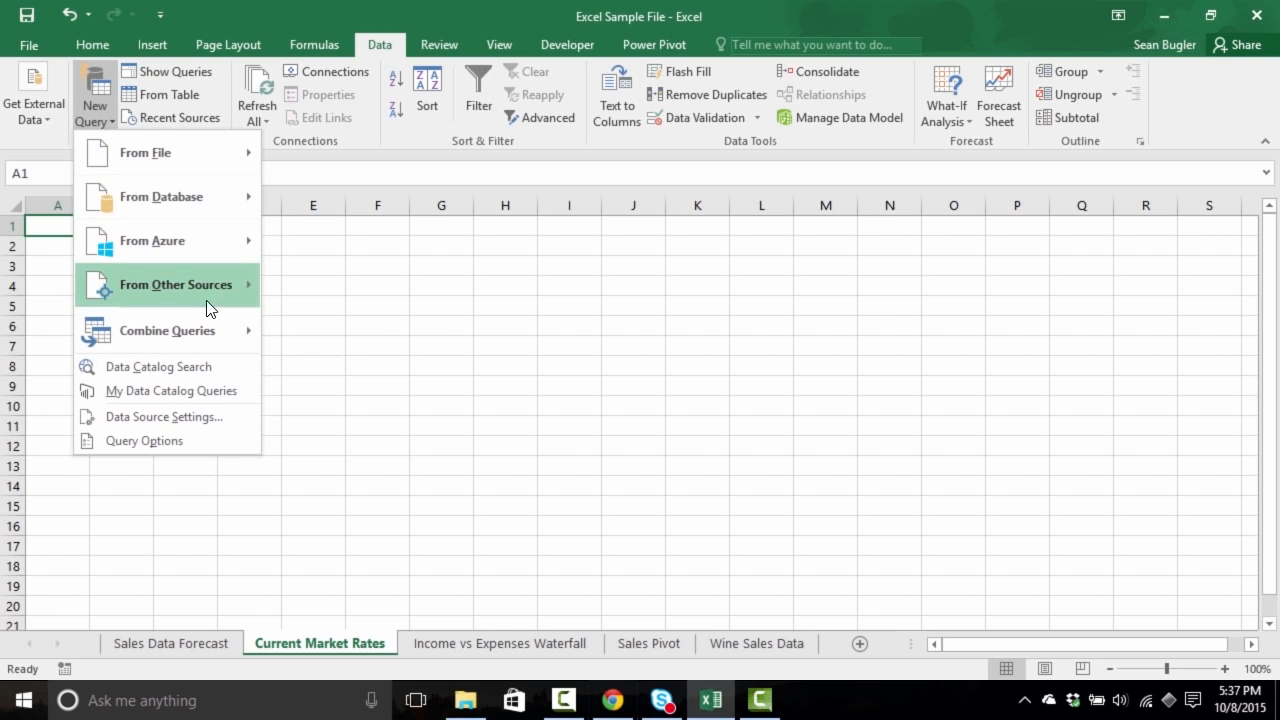 Excel Sample File - Excel
File Home Insert Page Layout Formulas Data Review View Developer Power Pivot Tell me what you want to do... Sean Bugler Share
Get External Data
New Query
Show Queries
From Table
Recent Sources
Refresh All
Connections
Properties
Edit Links
Connections
Sort
Filter
Clear
Reapply
Advanced
Sort & Filter
Text to Columns
Flash Fill
Remove Duplicates
Data Validation
Consolidate
Relationships
Manage Data Model
Data Tools
What-If Analysis
Forecast Sheet
Forecast
Group
Ungroup
Subtotal
Outline
A1
From File
From Database
From Azure
From Other Sources
Combine Queries
Data Catalog Search
My Data Catalog Queries
Data Source Settings...
Query Options
A E F G H I J K L M N O P Q R S
1
2
3
4
5
6
7
8
9
10
11
12
13
14
15
16
17
18
19
20
21
Sales Data Forecast Current Market Rates Income vs Expenses Waterfall Sales Pivot Wine Sales Data
Ready 100%
Ask me anything
5:37 PM
10/8/2015